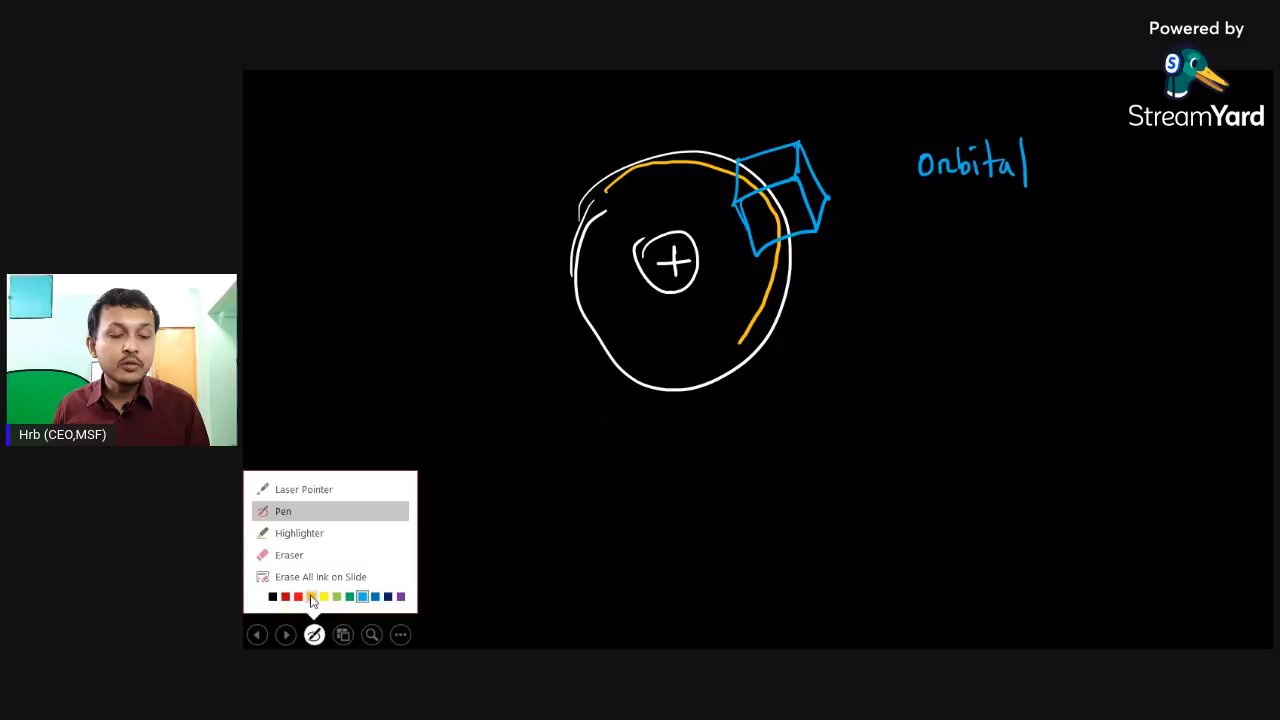 Powered by
S
StreamYard
Orbital
+
Hrb (CEO,MSF)
Laser Pointer
Pen
Highlighter
Eraser
Erase All Ink on Slide